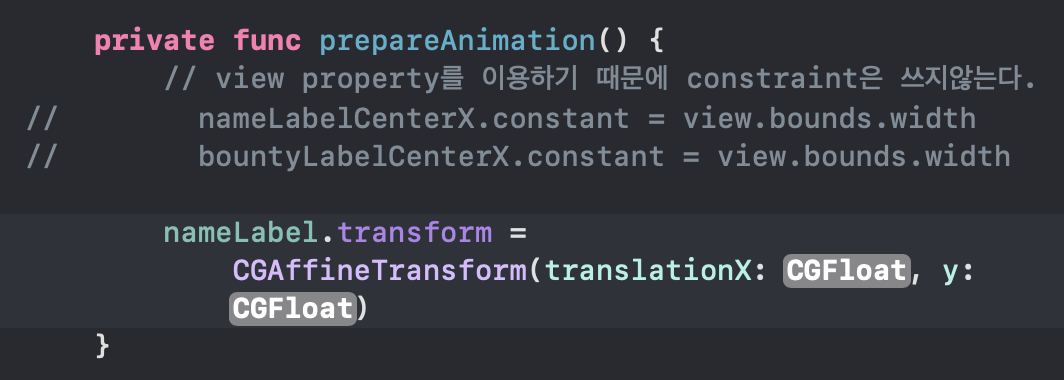 private func prepareAnimation() {
// view property를 이용하기 때문에 constraint은 쓰지않는다.
// nameLabelCenterX.constant = view.bounds.width
// bountyLabelCenterX.constant = view.bounds.width
nameLabel.transform =
CGAffineTransform(translationX: CGFloat, y:
CGFloat)
}